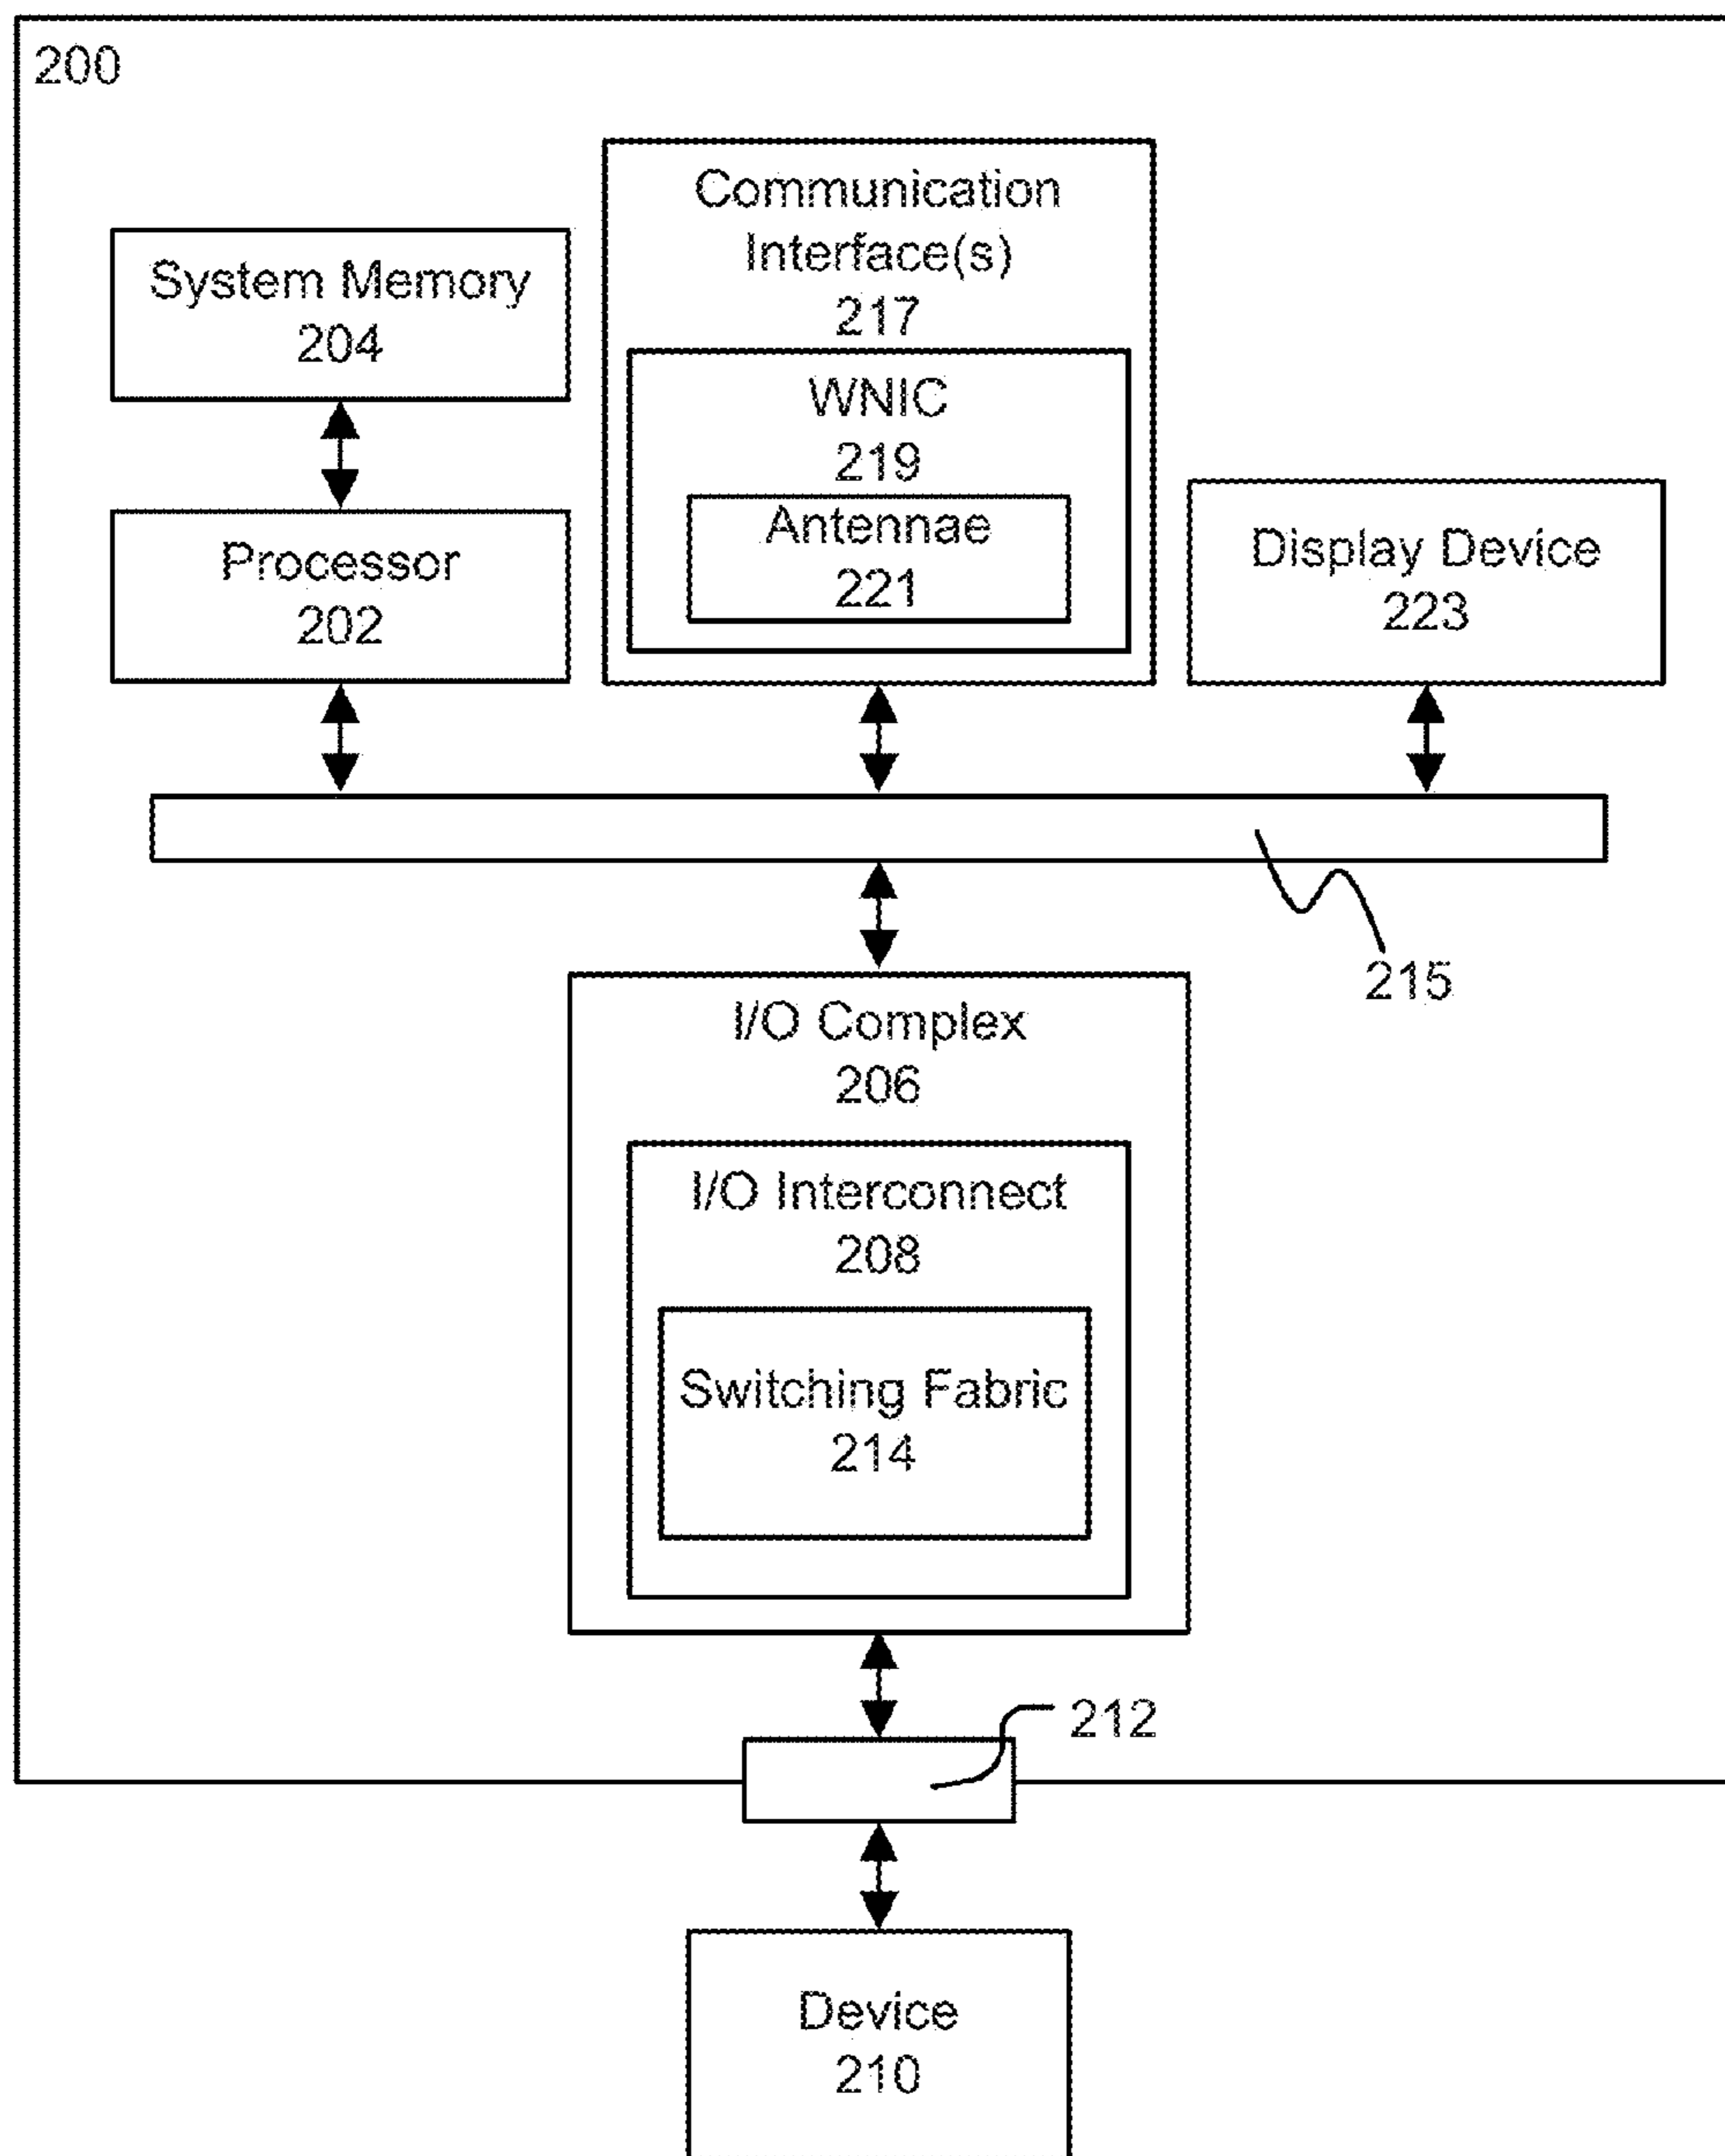 200
Communication
Interface(s)
217
System Memory
204
WNIC
219
Antennae
221
Processor
202
Display Device
223
215
I/O Complex
206
I/O Interconnect
208
Switching Fabric
214
212
Device
210